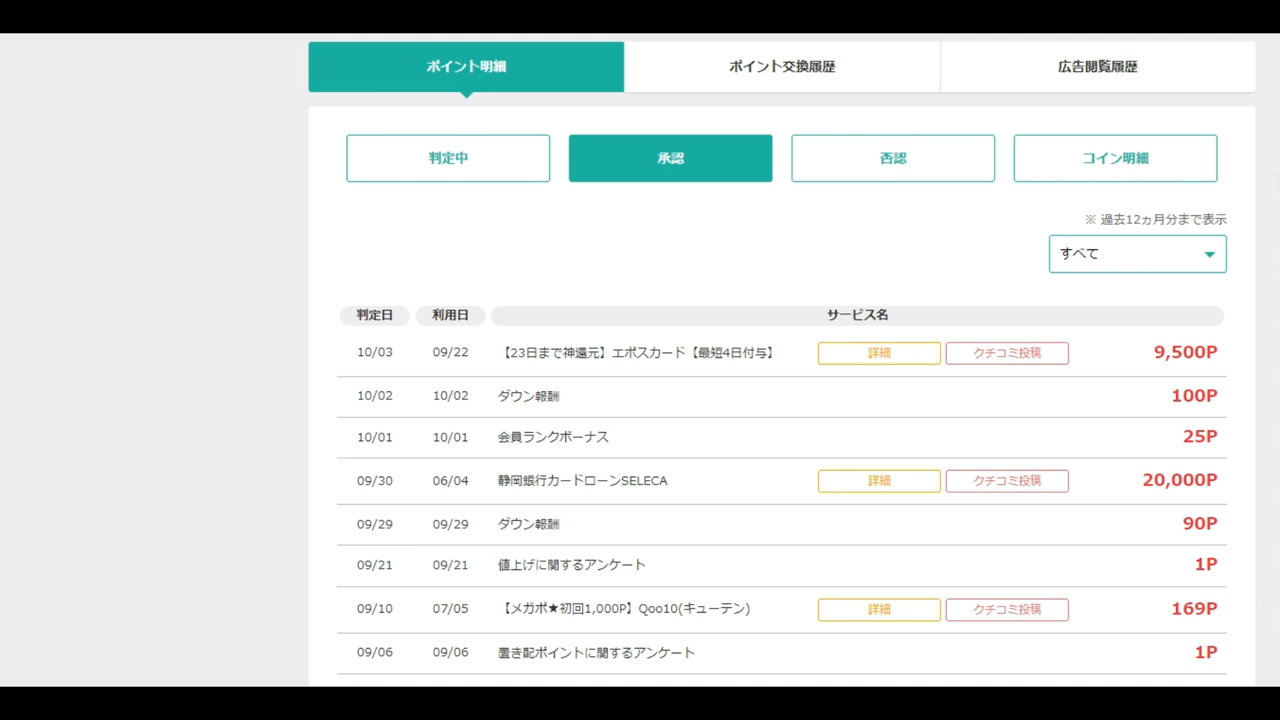 ポイント明細 ポイント交換履歴 広告閲覧履歴
判定中 承認 否認 コイン明細
※ 過去12ヵ月分まで表示
すべて
判定日 利用日 サービス名
10/03 09/22 【23日まで神還元】エポスカード【最短4日付与】 詳細 クチコミ投稿 9,500P
10/02 10/02 ダウン報酬 100P
10/01 10/01 会員ランクボーナス 25P
09/30 06/04 静岡銀行カードローンSELECA 詳細 クチコミ投稿 20,000P
09/29 09/29 ダウン報酬 90P
09/21 09/21 値上げに関するアンケート 1P
09/10 07/05 【メガポ★初回1,000P】Qoo10(キューテン) 詳細 クチコミ投稿 169P
09/06 09/06 置き配ポイントに関するアンケート 1P